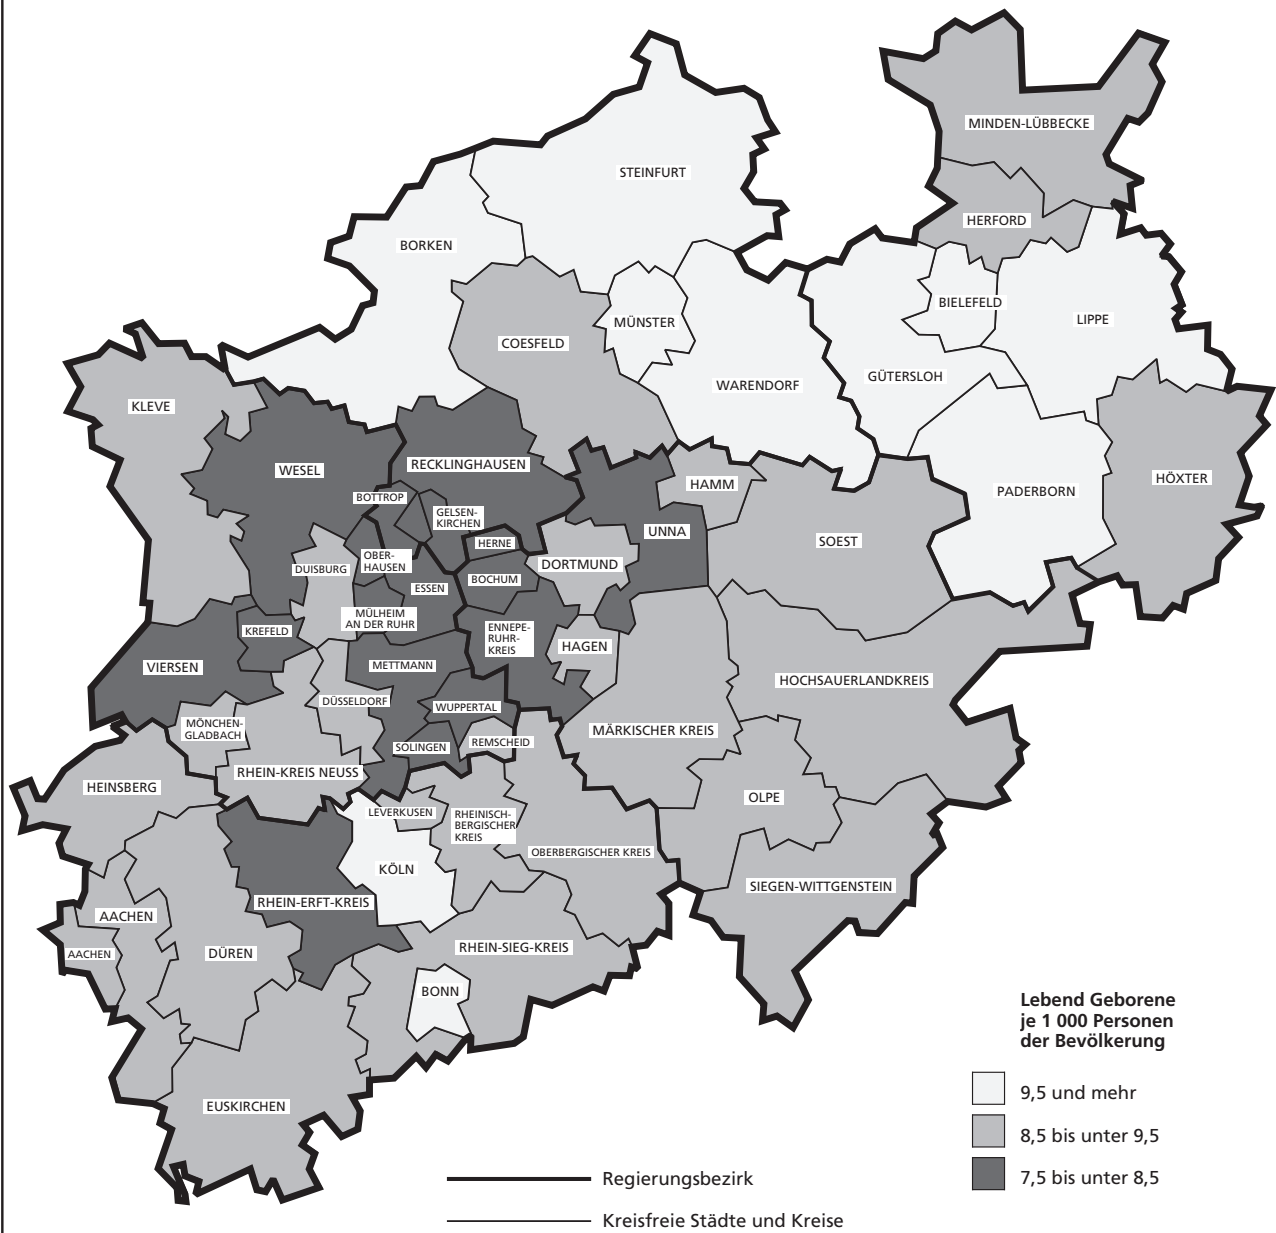 MINDEN-LÜBBECKE
STEINFURT
HERFORD
BORKEN
BIELEFELD
MÜNSTER
LIPPE
COESFELD
GÜTERSLOH
WARENDORF
KLEVE
RECKLINGHAUSEN
WESEL
HÖXTER
HAMM
PADERBORN
BOTTROP
GELSEN-
KIRCHEN
UNNA
SOEST
HERNE
OBER-
HAUSEN
DORTMUND
DUISBURG
BOCHUM
ESSEN
MÜLHEIM
AN DER RUHR
KREFELD
ENNEPE-
RUHR-
KREIS
HAGEN
VIERSEN
METTMANN
HOCHSAUERLANDKREIS
DÜSSELDORF
WUPPERTAL
MÖNCHEN-
GLADBACH
MÄRKISCHER KREIS
REMSCHEID
SOLINGEN
RHEIN-KREIS NEUSS
HEINSBERG
OLPE
LEVERKUSEN
RHEINISCH-
BERGISCHER
KREIS
OBERBERGISCHER KREIS
KÖLN
SIEGEN-WITTGENSTEIN
RHEIN-ERFT-KREIS
AACHEN
RHEIN-SIEG-KREIS
AACHEN
DÜREN
BONN
EUSKIRCHEN
Lebend Geborene
je 1 000 Personen
der Bevölkerung
9,5 und mehr
8,5 bis unter 9,5
7,5 bis unter 8,5
Regierungsbezirk
Kreisfreie Städte und Kreise